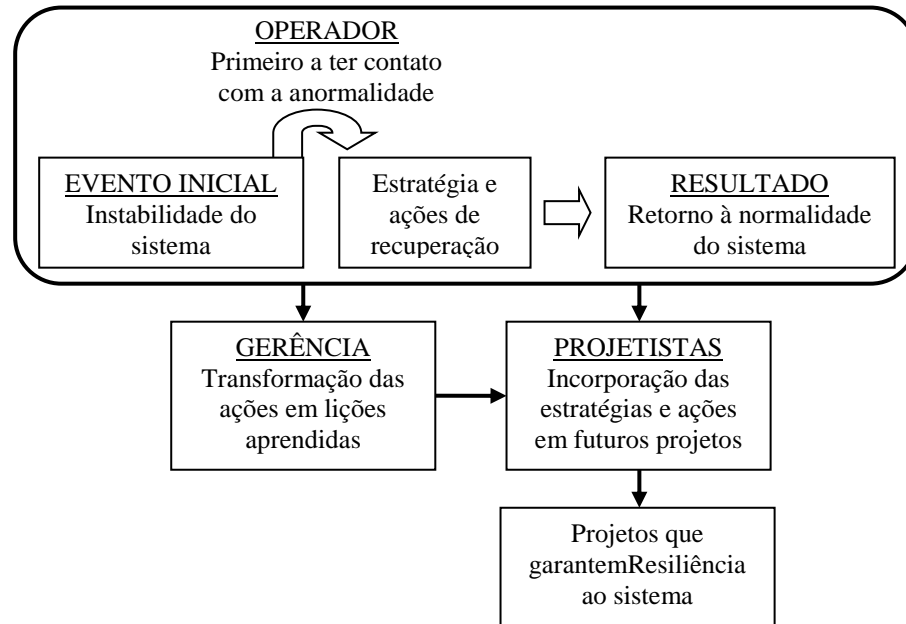 OPERADOR
Primeiro a ter contato
com a anormalidade
EVENTO INICIAL
Instabilidade do
sistema
Estratégia e
ações de
recuperação
RESULTADO
Retorno à normalidade
do sistema
GERÊNCIA
Transformação das
ações em lições
aprendidas
PROJETISTAS
Incorporação das
estratégias e ações
em futuros projetos
Projetos que
garantemResiliência
ao sistema